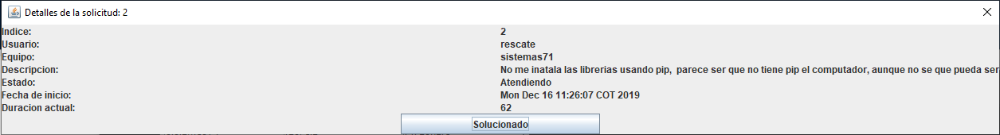 Detalles de la solicitud: 2
Indice: 2
Usuario: rescate
Equipo: sistemas71
Descripcion: No me inatala las librerias usando pip, parece ser que no tiene pip el computador, aunque no se que pueda ser
Estado: Atendiendo
Fecha de inicio: Mon Dec 16 11:26:07 COT 2019
Duracion actual: 62
Solucionado